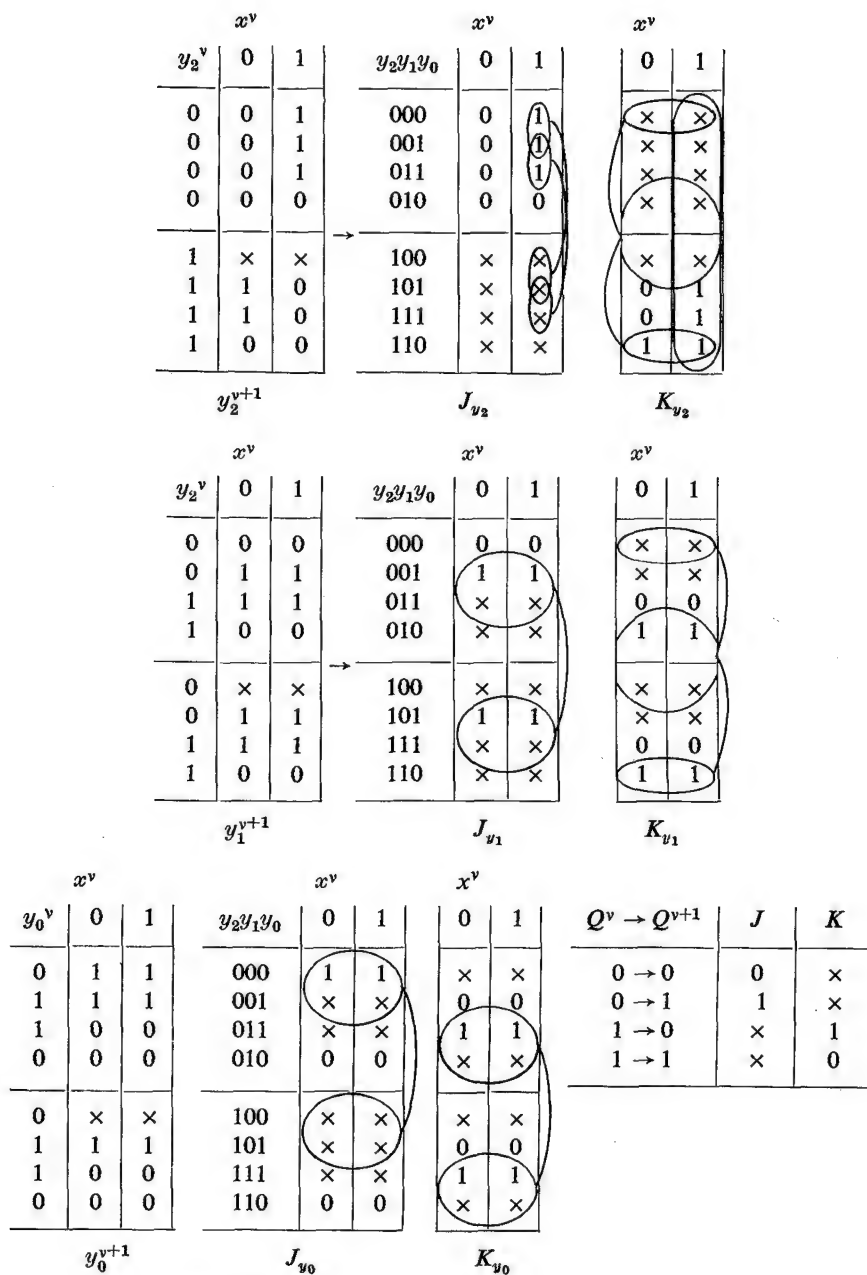 x^ν x^ν x^ν
y_2^ν 0 1 y_2y_1y_0 0 1 0 1
0 0 1 000 0 1 × ×
0 0 1 001 0 1 × ×
0 0 1 011 0 1 × ×
0 0 0 010 0 0 × ×
→
1 × × 100 × × × ×
1 1 0 101 × × 0 1
1 1 0 111 × × 0 1
1 0 0 110 × × 1 1
y_2^{ν+1} J_{y_2} K_{y_2}
x^ν x^ν x^ν
y_2^ν 0 1 y_2y_1y_0 0 1 0 1
0 0 0 000 0 0 × ×
0 1 1 001 1 1 × ×
1 1 1 011 × × 0 0
1 0 0 010 × × 1 1
→
0 × × 100 × × × ×
0 1 1 101 1 1 × ×
1 1 1 111 × × 0 0
1 0 0 110 × × 1 1
y_1^{ν+1} J_{y_1} K_{y_1}
x^ν x^ν x^ν
y_0^ν 0 1 y_2y_1y_0 0 1 0 1 Q^ν → Q^{ν+1} J K
0 1 1 000 1 1 × × 0 → 0 0 ×
1 1 1 001 × × 0 0 0 → 1 1 ×
1 0 0 011 × × 1 1 1 → 0 × 1
0 0 0 010 0 0 × × 1 → 1 × 0
0 × × 100 × × × ×
1 1 1 101 × × 0 0
1 0 0 111 × × 1 1
0 0 0 110 0 0 × ×
y_0^{ν+1} J_{y_0} K_{y_0}